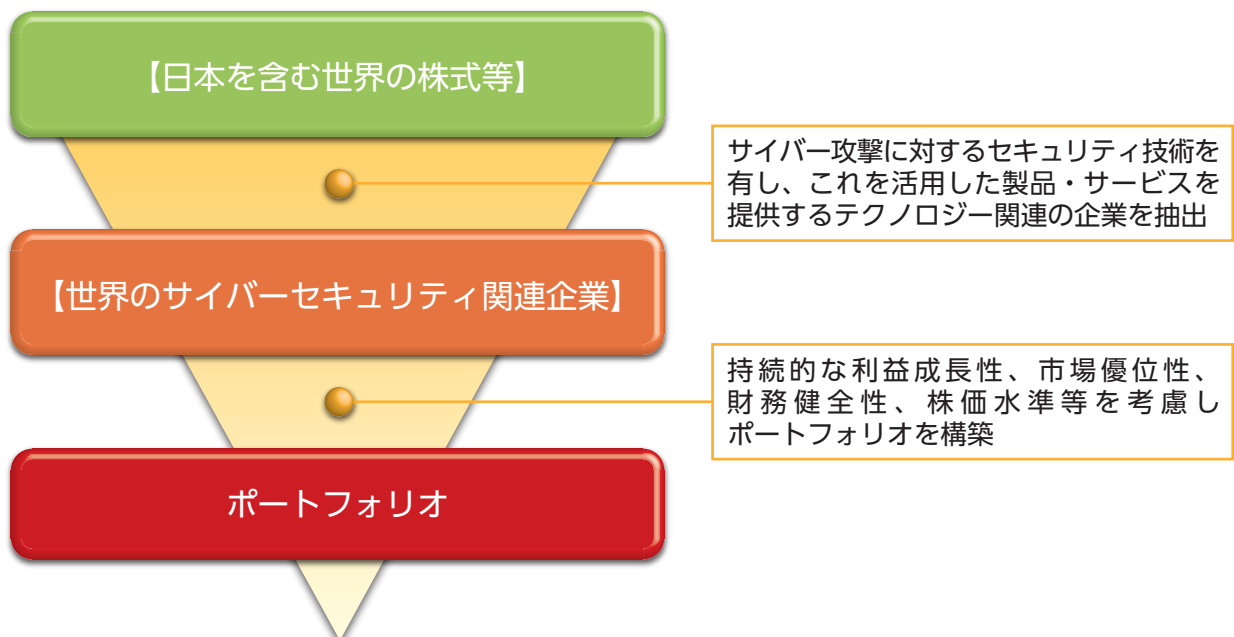 【日本を含む世界の株式等】
サイバー攻撃に対するセキュリティ技術を
有し、これを活用した製品・サービスを
提供するテクノロジー関連の企業を抽出
【世界のサイバーセキュリティ関連企業】
持続的な利益成長性、市場優位性、
財務健全性、株価水準等を考慮し
ポートフォリオを構築
ポートフォリオ